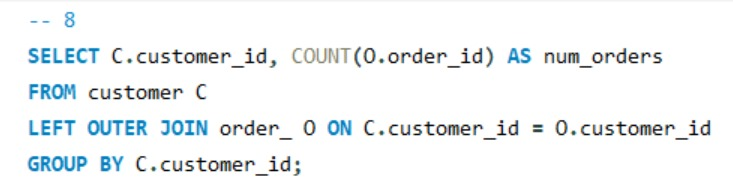 -- 8
SELECT C.customer_id, COUNT(O.order_id) AS num_orders
FROM customer C
LEFT OUTER JOIN order_ O ON C.customer_id = O.customer_id
GROUP BY C.customer_id;